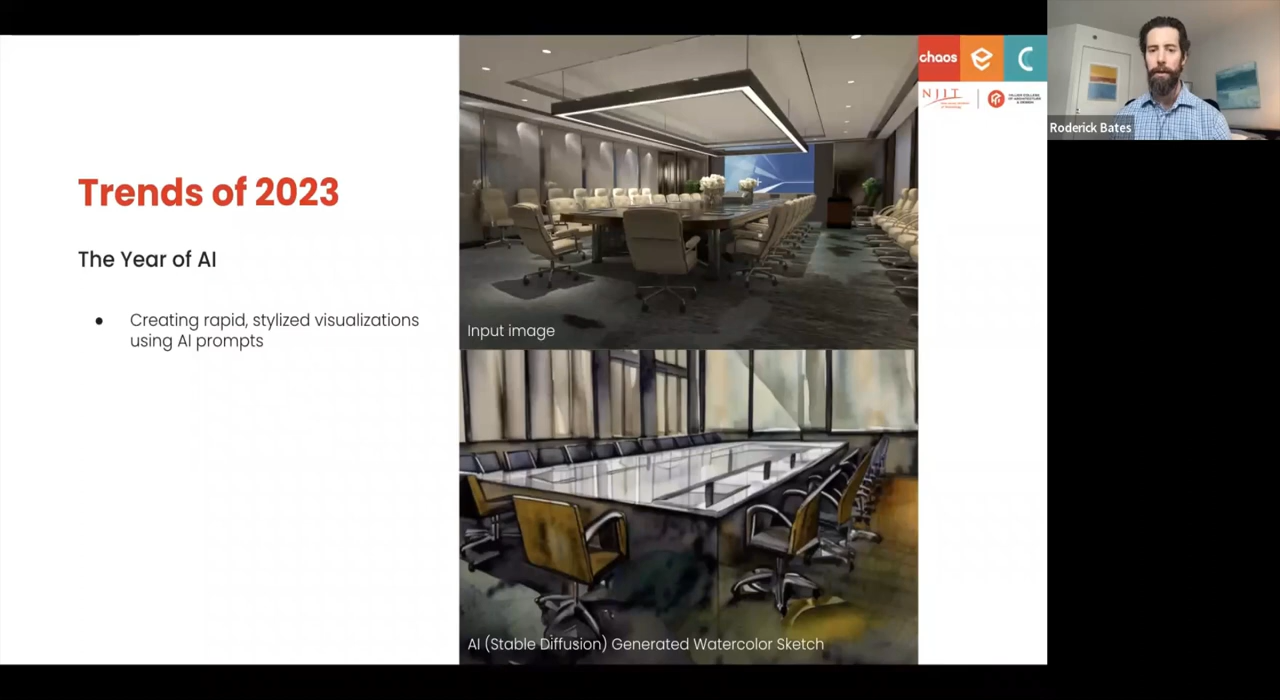 Trends of 2023
The Year of AI
● Creating rapid, stylized visualizations
using AI prompts
Input image
AI (Stable Diffusion) Generated Watercolor Sketch
chaos
NJIT
Roderick Bates